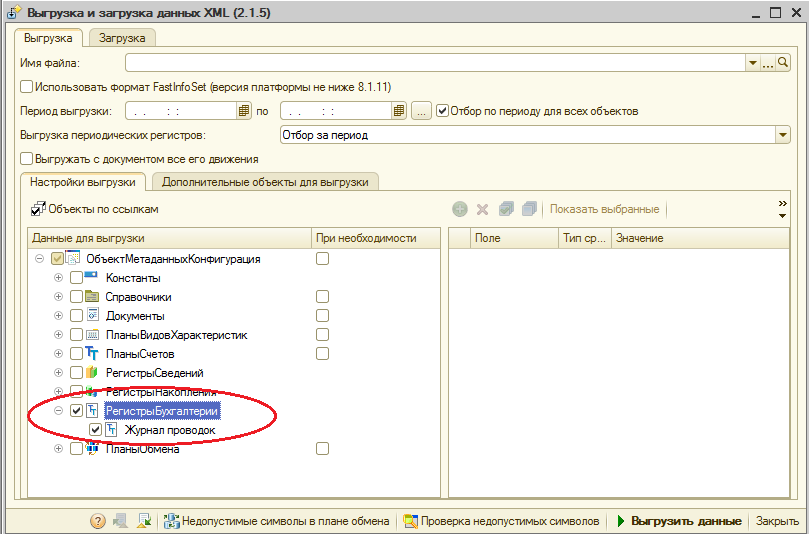 Выгрузка и загрузка данных XML (2.1.5)
Выгрузка Загрузка
Имя файла: ...
Использовать формат FastInfoSet (версия платформы не ниже 8.1.11)
Период выгрузки: . . : : по . . : : ... Отбор по периоду для всех объектов
Выгрузка периодических регистров: Отбор за период
Выгружать с документом все его движения
Настройки выгрузки Дополнительные объекты для выгрузки
Объекты по ссылкам Показать выбранные
Данные для выгрузки При необходимости Поле Тип ср... Значение
ОбъектМетаданныхКонфигурация
Константы
Справочники
Документы
ПланыВидовХарактеристик
ПланыСчетов
РегистрыСведений
РегистрыНакопления
РегистрыБухгалтерии
Журнал проводок
ПланыОбмена
Недопустимые символы в плане обмена Проверка недопустимых символов Выгрузить данные Закрыть